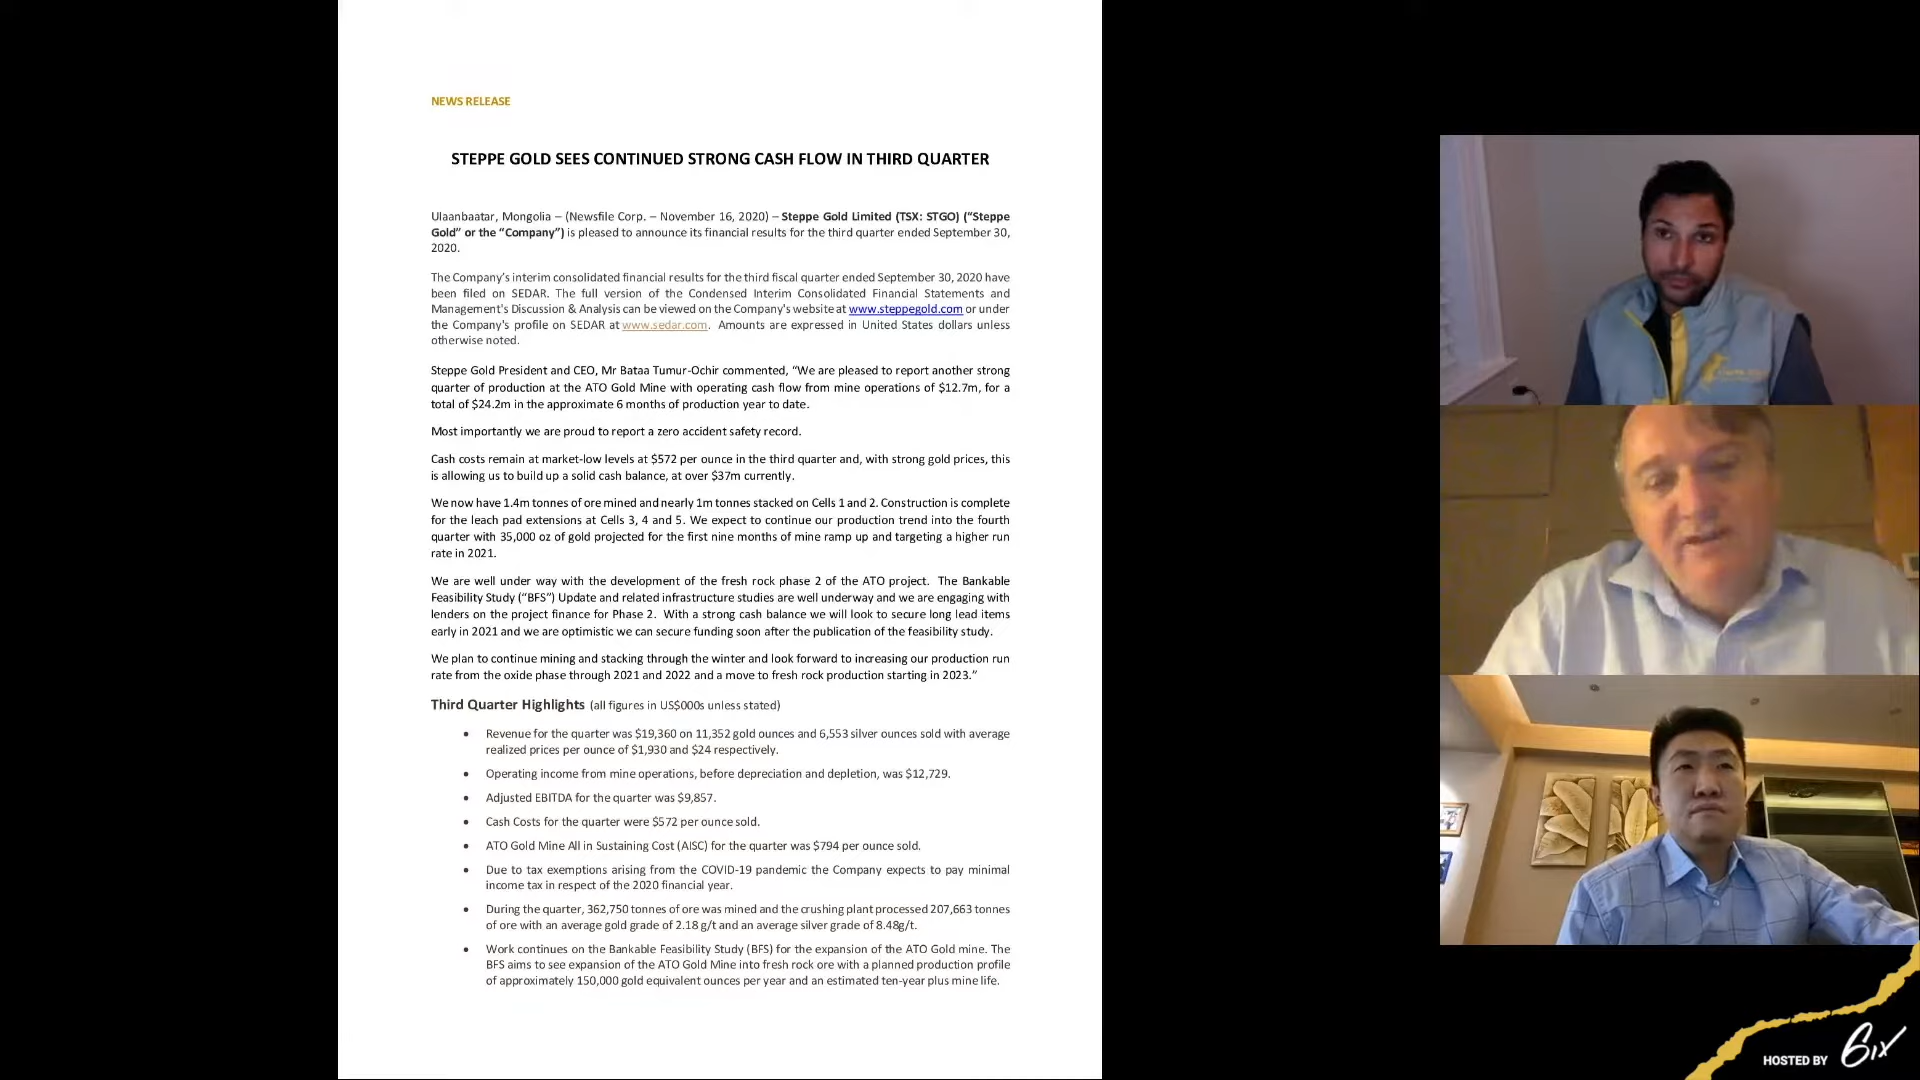 NEWS RELEASE
STEPPE GOLD SEES CONTINUED STRONG CASH FLOW IN THIRD QUARTER
Ulaanbaatar, Mongolia – (Newsfile Corp. – November 16, 2020) – Steppe Gold Limited (TSX: STGO) (“Steppe
Gold” or the “Company”) is pleased to announce its financial results for the third quarter ended September 30,
2020.
The Company’s interim consolidated financial results for the third fiscal quarter ended September 30, 2020 have
been filed on SEDAR. The full version of the Condensed Interim Consolidated Financial Statements and
Management's Discussion & Analysis can be viewed on the Company's website at www.steppegold.com or under
the Company's profile on SEDAR at www.sedar.com. Amounts are expressed in United States dollars unless
otherwise noted.
Steppe Gold President and CEO, Mr Bataa Tumur-Ochir commented, “We are pleased to report another strong
quarter of production at the ATO Gold Mine with operating cash flow from mine operations of $12.7m, for a
total of $24.2m in the approximate 6 months of production year to date.
Most importantly we are proud to report a zero accident safety record.
Cash costs remain at market-low levels at $572 per ounce in the third quarter and, with strong gold prices, this
is allowing us to build up a solid cash balance, at over $37m currently.
We now have 1.4m tonnes of ore mined and nearly 1m tonnes stacked on Cells 1 and 2. Construction is complete
for the leach pad extensions at Cells 3, 4 and 5. We expect to continue our production trend into the fourth
quarter with 35,000 oz of gold projected for the first nine months of mine ramp up and targeting a higher run
rate in 2021.
We are well under way with the development of the fresh rock phase 2 of the ATO project. The Bankable
Feasibility Study (“BFS”) Update and related infrastructure studies are well underway and we are engaging with
lenders on the project finance for Phase 2. With a strong cash balance we will look to secure long lead items
early in 2021 and we are optimistic we can secure funding soon after the publication of the feasibility study.
We plan to continue mining and stacking through the winter and look forward to increasing our production run
rate from the oxide phase through 2021 and 2022 and a move to fresh rock production starting in 2023.”
Third Quarter Highlights (all figures in US$000s unless stated)
• Revenue for the quarter was $19,360 on 11,352 gold ounces and 6,553 silver ounces sold with average
realized prices per ounce of $1,930 and $24 respectively.
• Operating income from mine operations, before depreciation and depletion, was $12,729.
• Adjusted EBITDA for the quarter was $9,857.
• Cash Costs for the quarter were $572 per ounce sold.
• ATO Gold Mine All in Sustaining Cost (AISC) for the quarter was $794 per ounce sold.
• Due to tax exemptions arising from the COVID-19 pandemic the Company expects to pay minimal
income tax in respect of the 2020 financial year.
• During the quarter, 362,750 tonnes of ore was mined and the crushing plant processed 207,663 tonnes
of ore with an average gold grade of 2.18 g/t and an average silver grade of 8.48g/t.
• Work continues on the Bankable Feasibility Study (BFS) for the expansion of the ATO Gold mine. The
BFS aims to see expansion of the ATO Gold Mine into fresh rock ore with a planned production profile
of approximately 150,000 gold equivalent ounces per year and an estimated ten-year plus mine life.
HOSTED BY 6ix